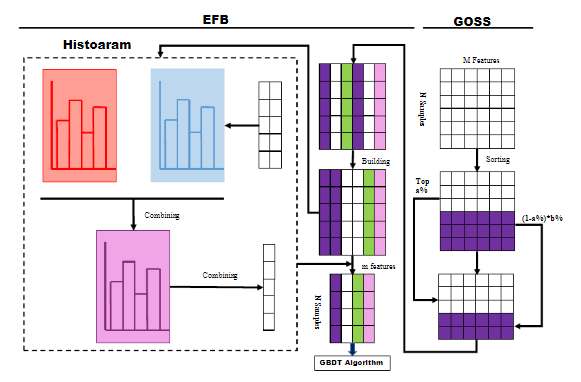 EFB
GOSS
Histoaram
M Features
N Samples
Building
Sorting
Top
a%
(1-a%)*b%
Combining
Combining
m features
N Samples
GBDT Algorithm